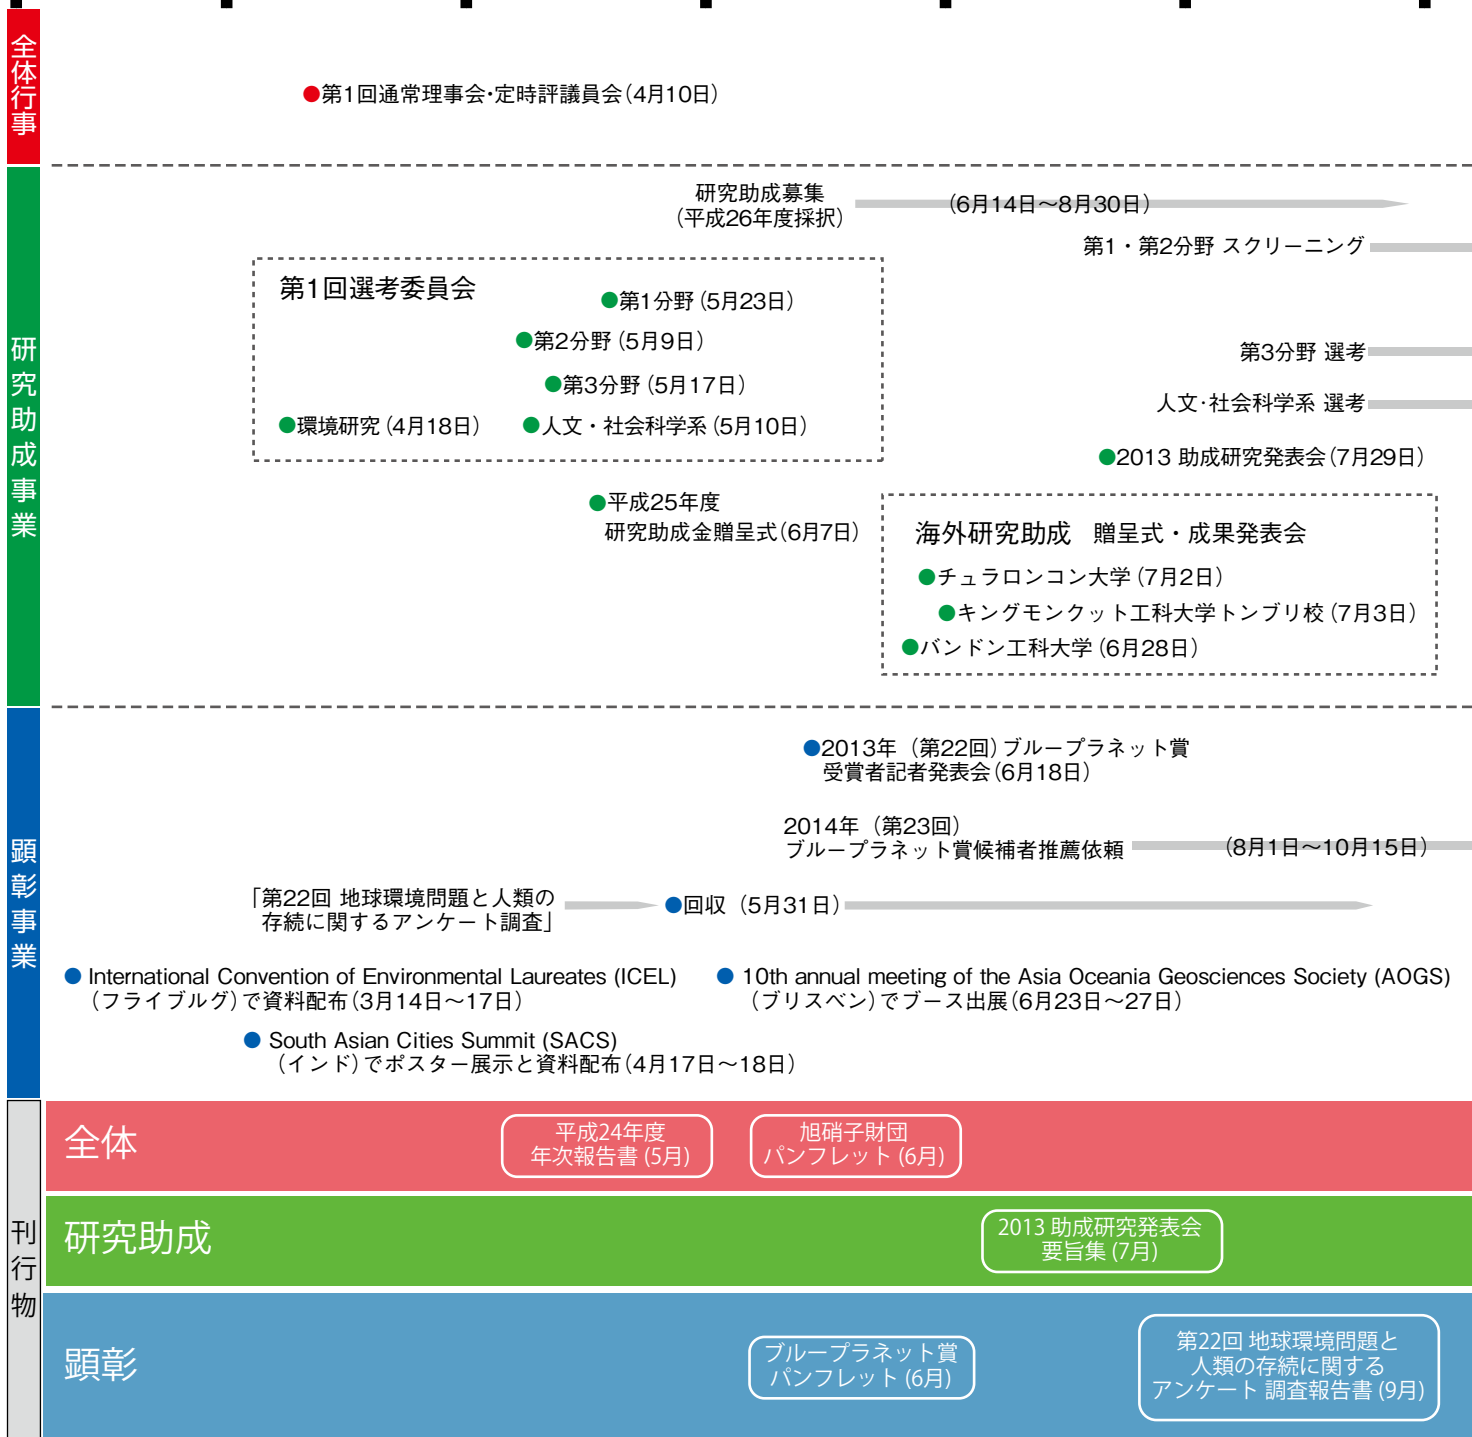 全体行事
●第1回通常理事会・定時評議員会(4月10日)
研究助成事業
研究助成募集
(平成26年度採択)
(6月14日～8月30日)
第1・第2分野 スクリーニング
第1回選考委員会
●第1分野(5月23日)
●第2分野(5月9日)
●第3分野(5月17日)
●環境研究(4月18日)
●人文・社会科学系(5月10日)
第3分野 選考
人文・社会科学系 選考
●2013 助成研究発表会(7月29日)
●平成25年度
研究助成金贈呈式(6月7日)
海外研究助成 贈呈式・成果発表会
●チュラロンコン大学(7月2日)
●キングモンクット工科大学トンブリ校(7月3日)
●バンドン工科大学(6月28日)
顕彰事業
●2013年（第22回)ブループラネット賞
受賞者記者発表会(6月18日)
2014年（第23回)
ブループラネット賞候補者推薦依頼
(8月1日～10月15日)
「第22回 地球環境問題と人類の
存続に関するアンケート調査」
●回収（5月31日)
● International Convention of Environmental Laureates (ICEL)
(フライブルグ)で資料配布(3月14日～17日)
● 10th annual meeting of the Asia Oceania Geosciences Society (AOGS)
(ブリスベン)でブース出展(6月23日～27日)
● South Asian Cities Summit (SACS)
(インド)でポスター展示と資料配布(4月17日～18日)
刊行物
全体
平成24年度
年次報告書 (5月)
旭硝子財団
パンフレット (6月)
研究助成
2013 助成研究発表会
要旨集 (7月)
顕彰
ブループラネット賞
パンフレット (6月)
第22回 地球環境問題と
人類の存続に関する
アンケート 調査報告書 (9月)